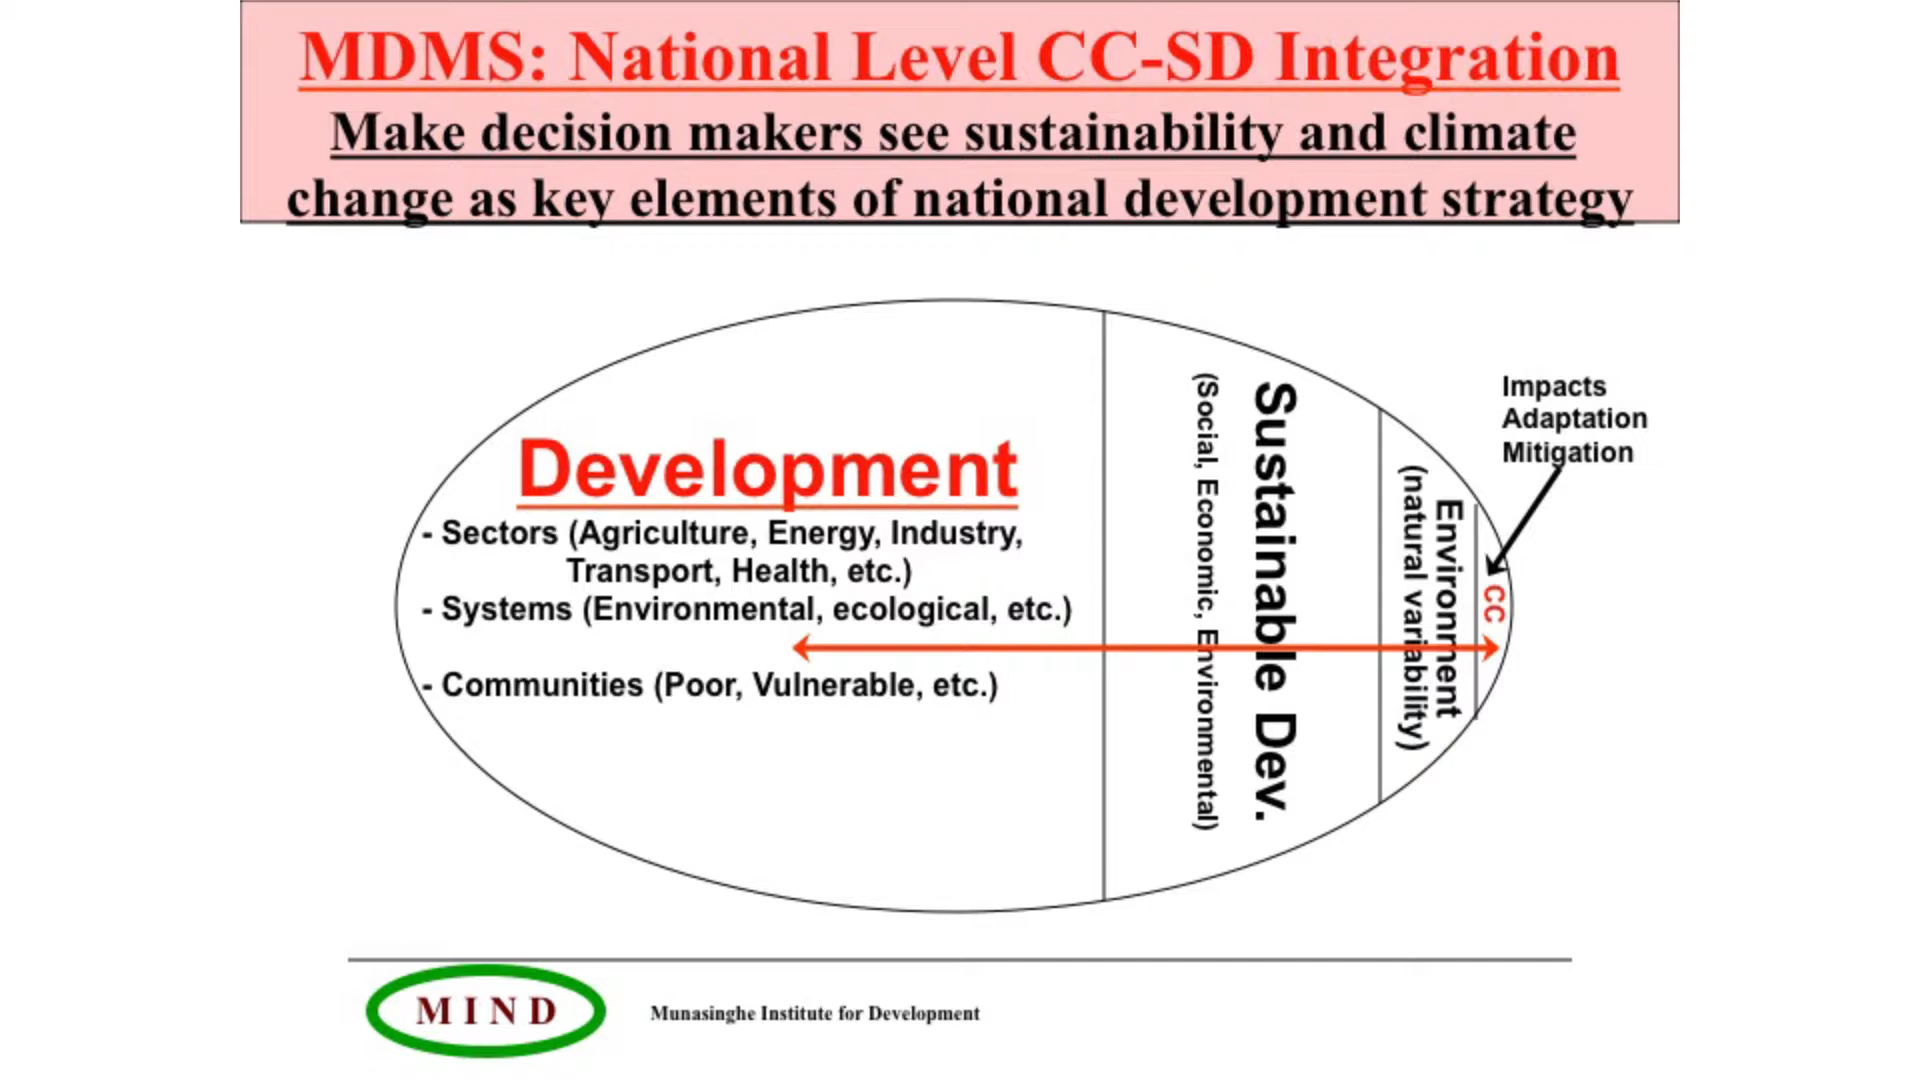 MDMS: National Level CC-SD Integration
Make decision makers see sustainability and climate
change as key elements of national development strategy
Development
- Sectors (Agriculture, Energy, Industry,
Transport, Health, etc.)
- Systems (Environmental, ecological, etc.)
- Communities (Poor, Vulnerable, etc.)
Sustainable Dev.
(Social, Economic, Environmental)
Environment
(natural variability)
CC
Impacts
Adaptation
Mitigation
MIND
Munasinghe Institute for Development